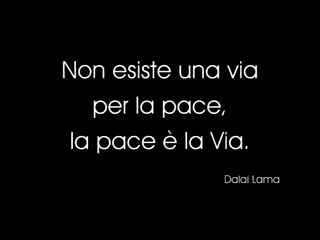 Non esiste una via
per la pace,
la pace è la Via.
Dalai Lama